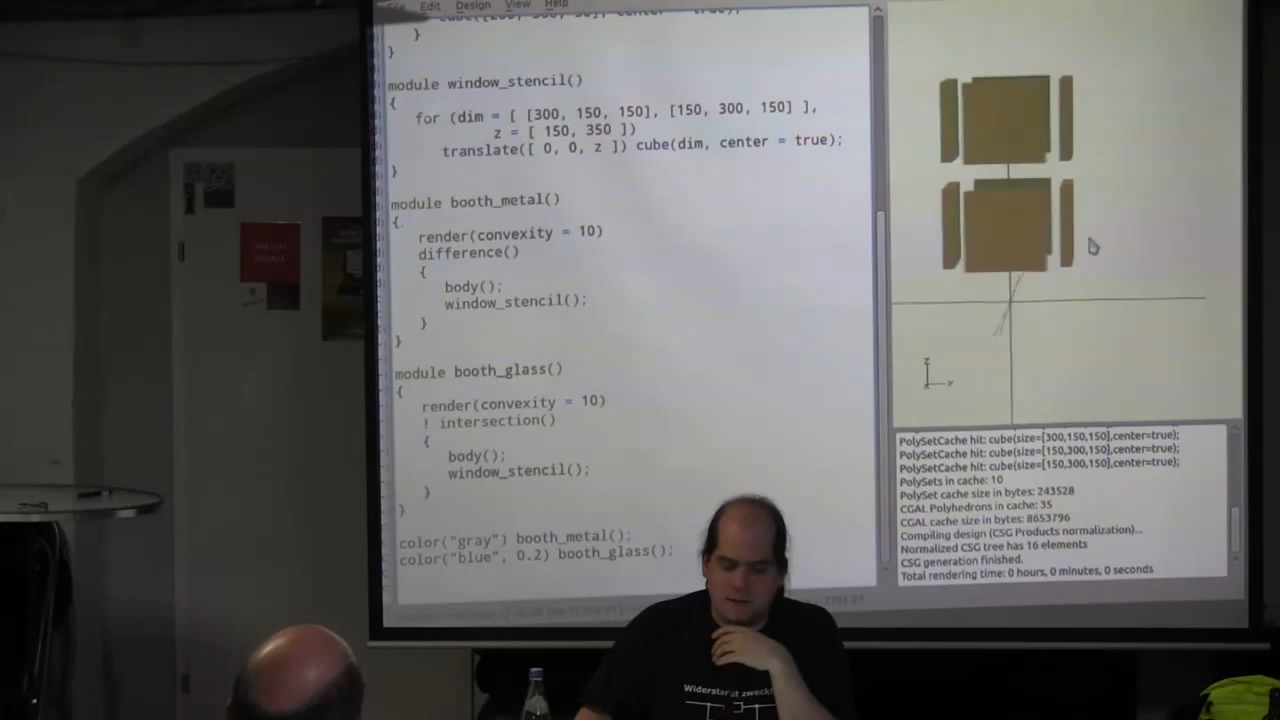 Edit Design View Help
cube([200, 300, 50], center = true);
}
}
module window_stencil()
{
for (dim = [ [300, 150, 150], [150, 300, 150] ],
z = [ 150, 350 ])
translate([ 0, 0, z ]) cube(dim, center = true);
}
module booth_metal()
{
render(convexity = 10)
difference()
{
body();
window_stencil();
}
}
module booth_glass()
{
render(convexity = 10)
! intersection()
{
body();
window_stencil();
}
}
color("gray") booth_metal();
color("blue", 0.2) booth_glass();
Z
Y
PolySetCache hit: cube(size=[300,150,150],center=true);
PolySetCache hit: cube(size=[150,300,150],center=true);
PolySetCache hit: cube(size=[150,300,150],center=true);
PolySets in cache: 10
PolySet cache size in bytes: 243528
CGAL Polyhedrons in cache: 35
CGAL cache size in bytes: 8653796
Compiling design (CSG Products normalization)...
Normalized CSG tree has 16 elements
CSG generation finished.
Total rendering time: 0 hours, 0 minutes, 0 seconds